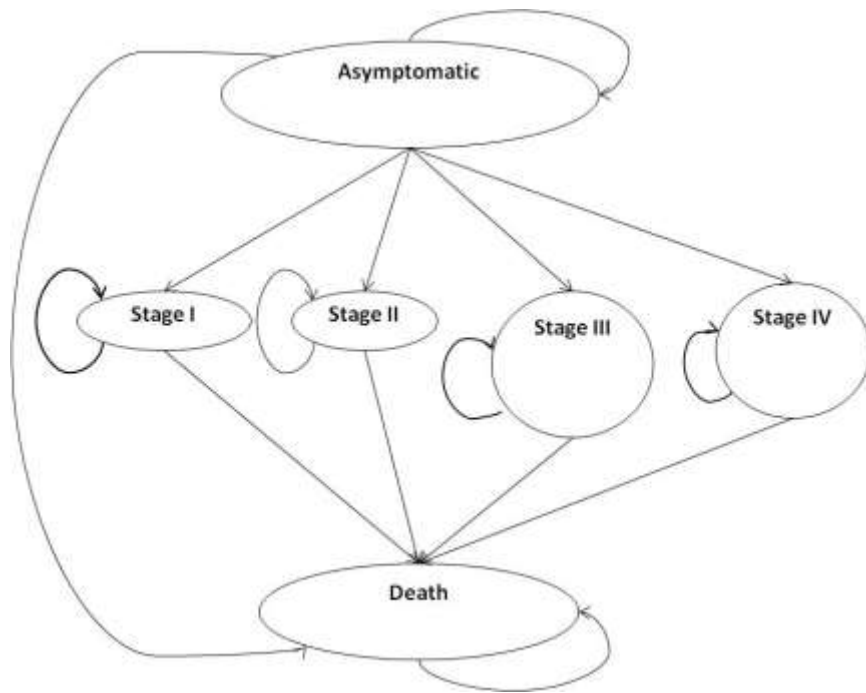 Asymptomatic
Stage I
Stage II
Stage III
Stage IV
Death